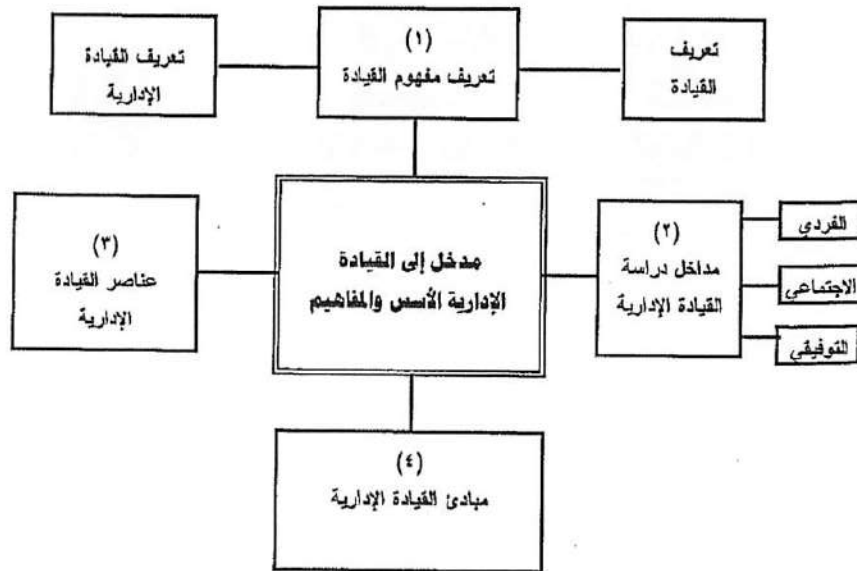 (١)
تعريف مفهوم القيادة
تعريف
القيادة
تعريف القيادة
الإدارية
مدخل إلى القيادة
الإدارية الأسس والمفاهيم
(٢)
مداخل دراسة
القيادة الإدارية
الفردي
الاجتماعي
التوفيقي
(٣)
عناصر القيادة
الإدارية
(٤)
مبادئ القيادة الإدارية